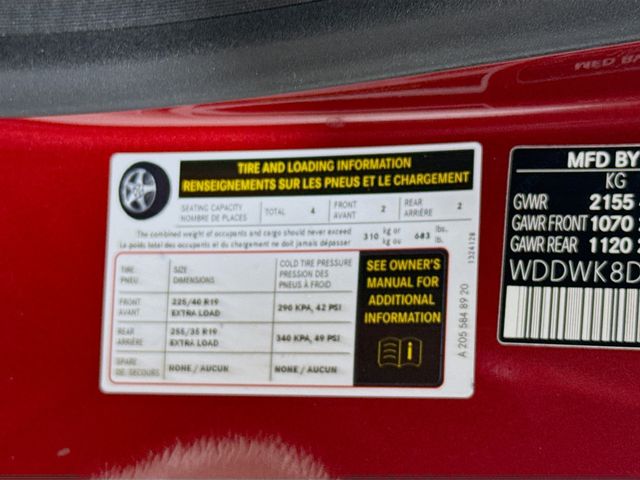 TIRE AND LOADING INFORMATION
RENSEIGNEMENTS SUR LES PNEUS ET LE CHARGEMENT
SEATING CAPACITY
NOMBRE DE PLACES
TOTAL 4
FRONT
AVANT
2
REAR
ARRIÈRE
2
The combined weight of occupants and cargo should never exceed
Le poids total des occupants et du chargement ne doit jamais dépasser
310 kg or 683 lbs.
kg ou lb.
TIRE
PNEU
SIZE
DIMENSIONS
COLD TIRE PRESSURE
PRESSION DES
PNEUS À FROID
FRONT
AVANT
225/40 R19
EXTRA LOAD
290 KPA, 42 PSI
REAR
ARRIÈRE
255/35 R19
EXTRA LOAD
340 KPA, 49 PSI
SPARE
DE SECOURS
NONE / AUCUN
NONE / AUCUN
SEE OWNER'S
MANUAL FOR
ADDITIONAL
INFORMATION
A 205 584 89 20
1324128
MFD BY
KG
GVWR 2155
GAWR FRONT 1070
GAWR REAR 1120
WDDWK8D